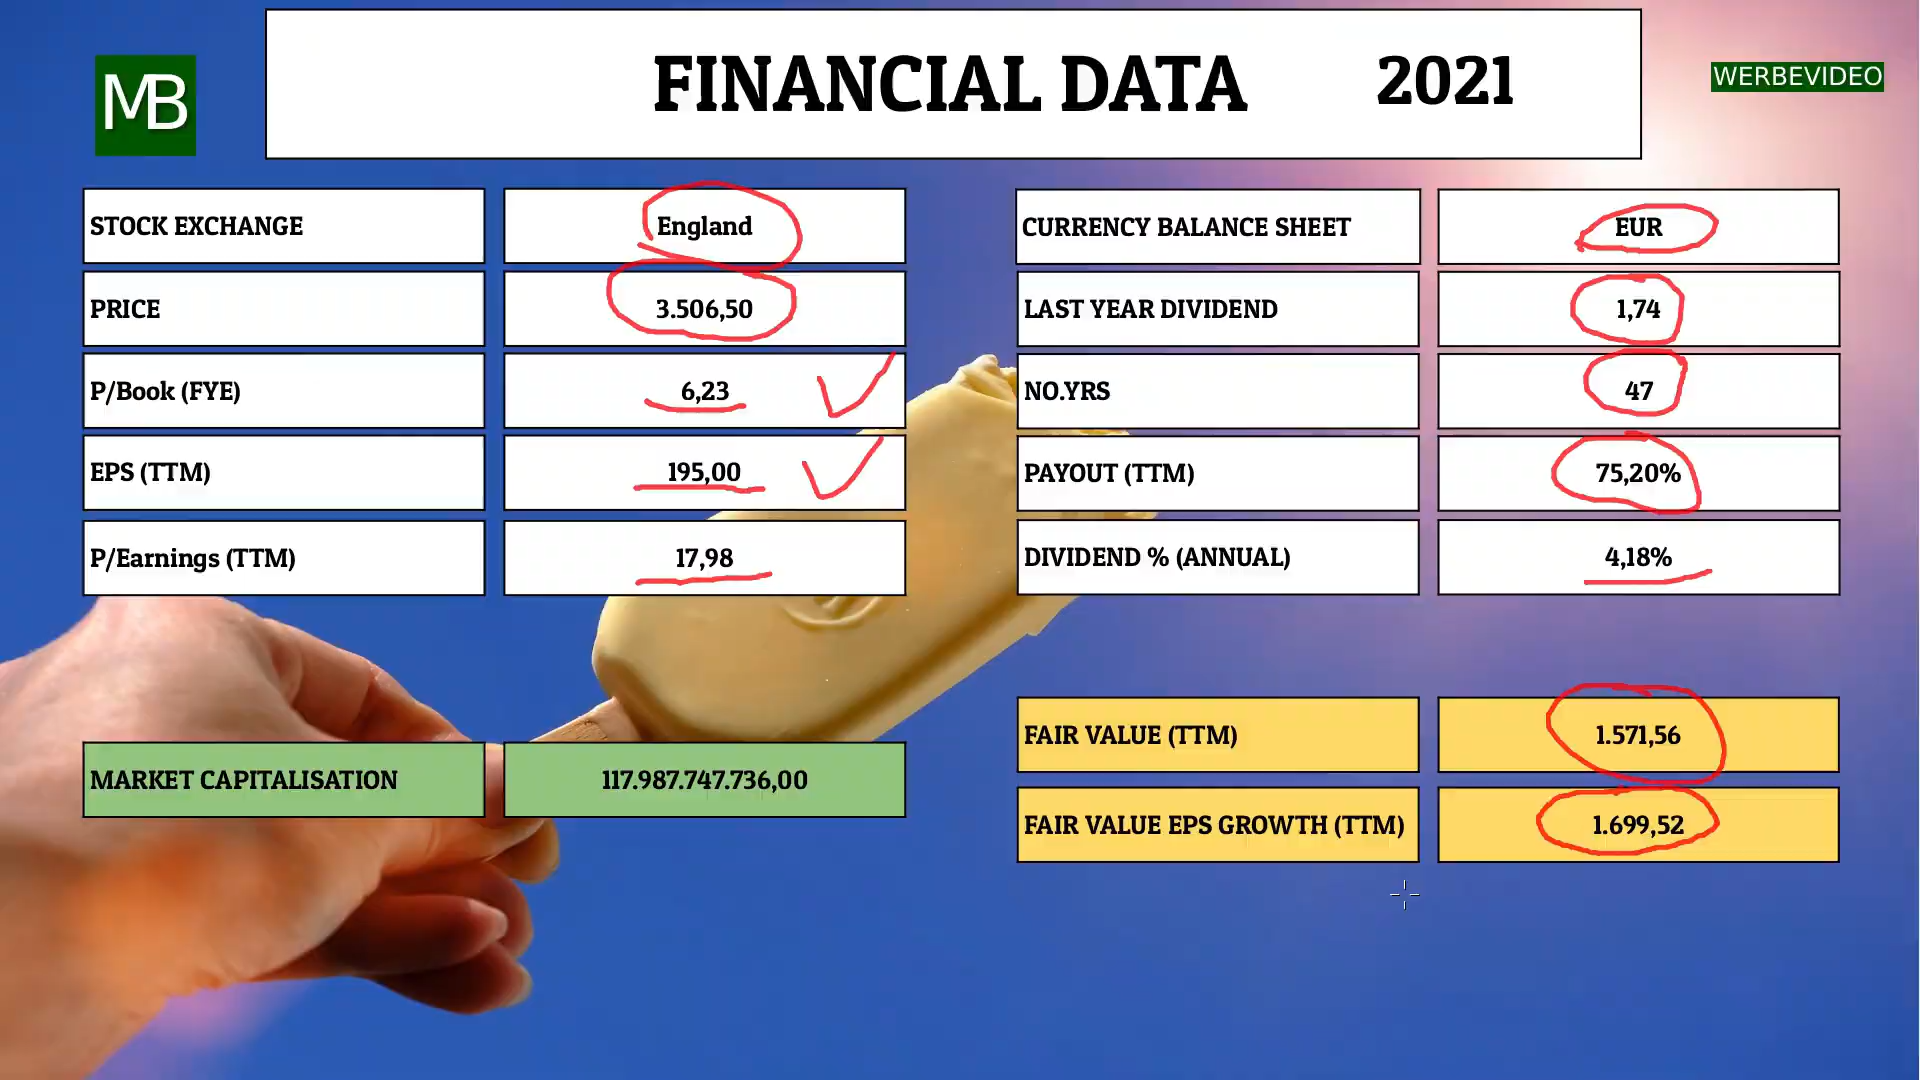 MB
FINANCIAL DATA 2021
WERBEVIDEO
STOCK EXCHANGE England
PRICE 3.506,50
P/Book (FYE) 6,23
EPS (TTM) 195,00
P/Earnings (TTM) 17,98
MARKET CAPITALISATION 117.987.747.736,00
CURRENCY BALANCE SHEET EUR
LAST YEAR DIVIDEND 1,74
NO.YRS 47
PAYOUT (TTM) 75,20%
DIVIDEND % (ANNUAL) 4,18%
FAIR VALUE (TTM) 1.571,56
FAIR VALUE EPS GROWTH (TTM) 1.699,52